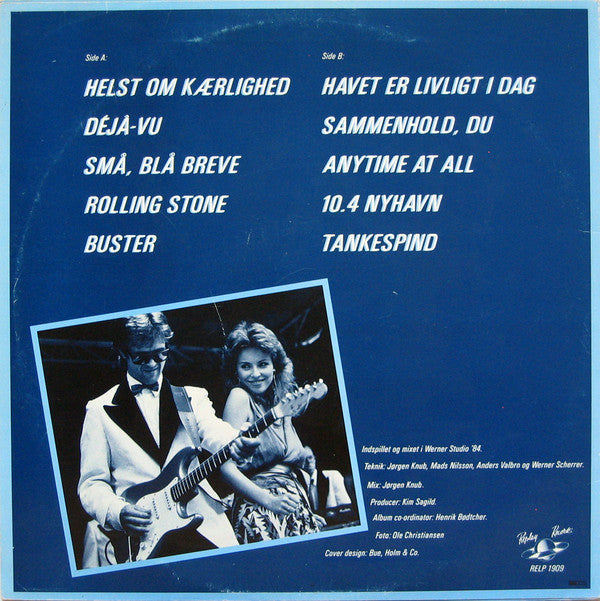 Side A:
HELST OM KÆRLIGHED
DÉJÀ-VU
SMÅ, BLÅ BREVE
ROLLING STONE
BUSTER
Side B:
HAVET ER LIVLIGT I DAG
SAMMENHOLD, DU
ANYTIME AT ALL
10.4 NYHAVN
TANKESPIND
Indspillet og mixet i Werner Studio '84.
Teknik: Jørgen Knub, Mads Nilsson, Anders Valbro og Werner Scherrer.
Mix: Jørgen Knub.
Producer: Kim Sagild.
Album co-ordinator: Henrik Bødtcher.
Foto: Ole Christiansen
Cover design: Bue, Holm & Co.
Replay Records
RELP 1909